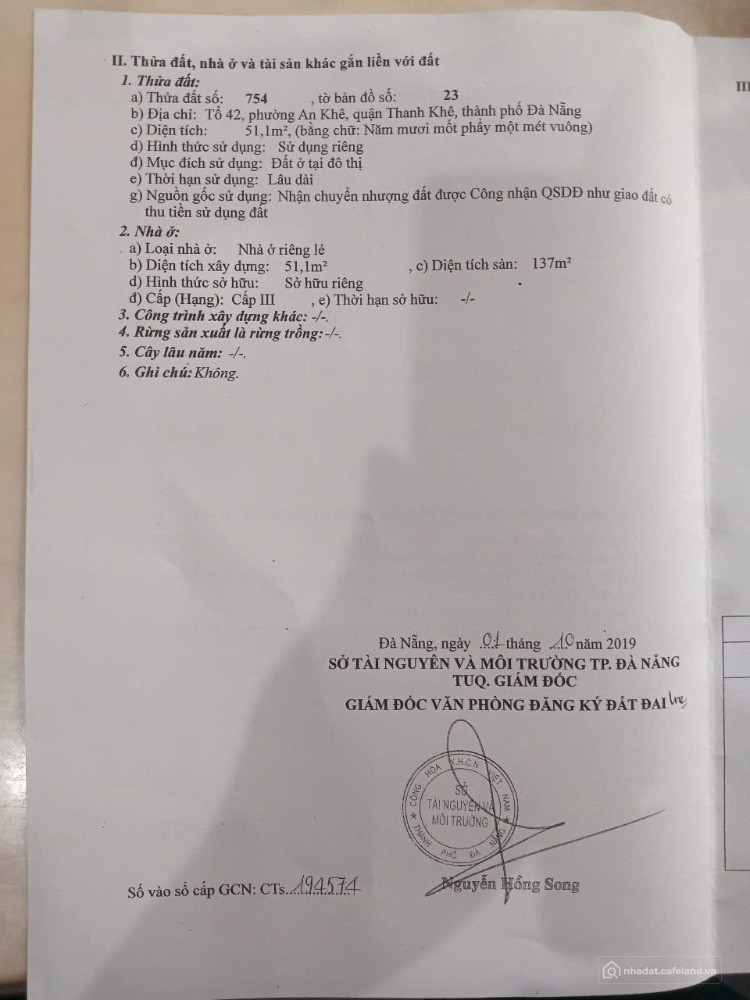 II. Thửa đất, nhà ở và tài sản khác gắn liền với đất
1. Thửa đất:
a) Thửa đất số: 754 , tờ bản đồ số: 23
b) Địa chỉ: Tổ 42, phường An Khê, quận Thanh Khê, thành phố Đà Nẵng
c) Diện tích: 51,1m², (bằng chữ: Năm mươi mốt phẩy một mét vuông)
d) Hình thức sử dụng: Sử dụng riêng
đ) Mục đích sử dụng: Đất ở tại đô thị
e) Thời hạn sử dụng: Lâu dài
g) Nguồn gốc sử dụng: Nhận chuyển nhượng đất được Công nhận QSDĐ như giao đất có
thu tiền sử dụng đất
2. Nhà ở:
a) Loại nhà ở: Nhà ở riêng lẻ
b) Diện tích xây dựng: 51,1m² , c) Diện tích sàn: 137m²
d) Hình thức sở hữu: Sở hữu riêng
đ) Cấp (Hạng): Cấp III , e) Thời hạn sở hữu: -/-
3. Công trình xây dựng khác: -/-.
4. Rừng sản xuất là rừng trồng: -/-.
5. Cây lâu năm: -/-.
6. Ghi chú: Không.
III
Đà Nẵng, ngày 01 tháng 10 năm 2019
SỞ TÀI NGUYÊN VÀ MÔI TRƯỜNG TP. ĐÀ NẴNG
TUQ. GIÁM ĐỐC
GIÁM ĐỐC VĂN PHÒNG ĐĂNG KÝ ĐẤT ĐAI
CỘNG HÒA X.H.C.N VIỆT NAM
SỞ
TÀI NGUYÊN VÀ
MÔI TRƯỜNG
THÀNH PHỐ ĐÀ NẴNG
Nguyễn Hồng Song
Số vào sổ cấp GCN: CTs 194574
nhadat.cafeland.vn